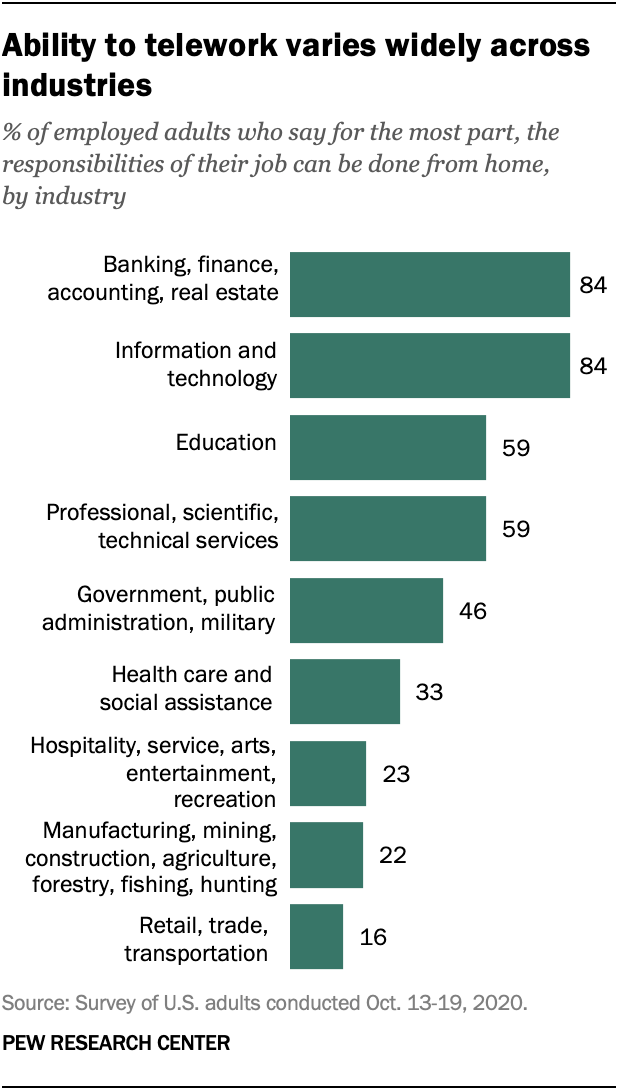 Ability to telework varies widely across
industries
% of employed adults who say for the most part, the
responsibilities of their job can be done from home,
by industry
Banking, finance,
accounting, real estate
84
Information and
technology
84
Education
59
Professional, scientific,
technical services
59
Government, public
administration, military
46
Health care and
social assistance
33
Hospitality, service, arts,
entertainment,
recreation
23
Manufacturing, mining,
construction, agriculture,
forestry, fishing, hunting
22
Retail, trade,
transportation
16
Source: Survey of U.S. adults conducted Oct. 13-19, 2020.
PEW RESEARCH CENTER